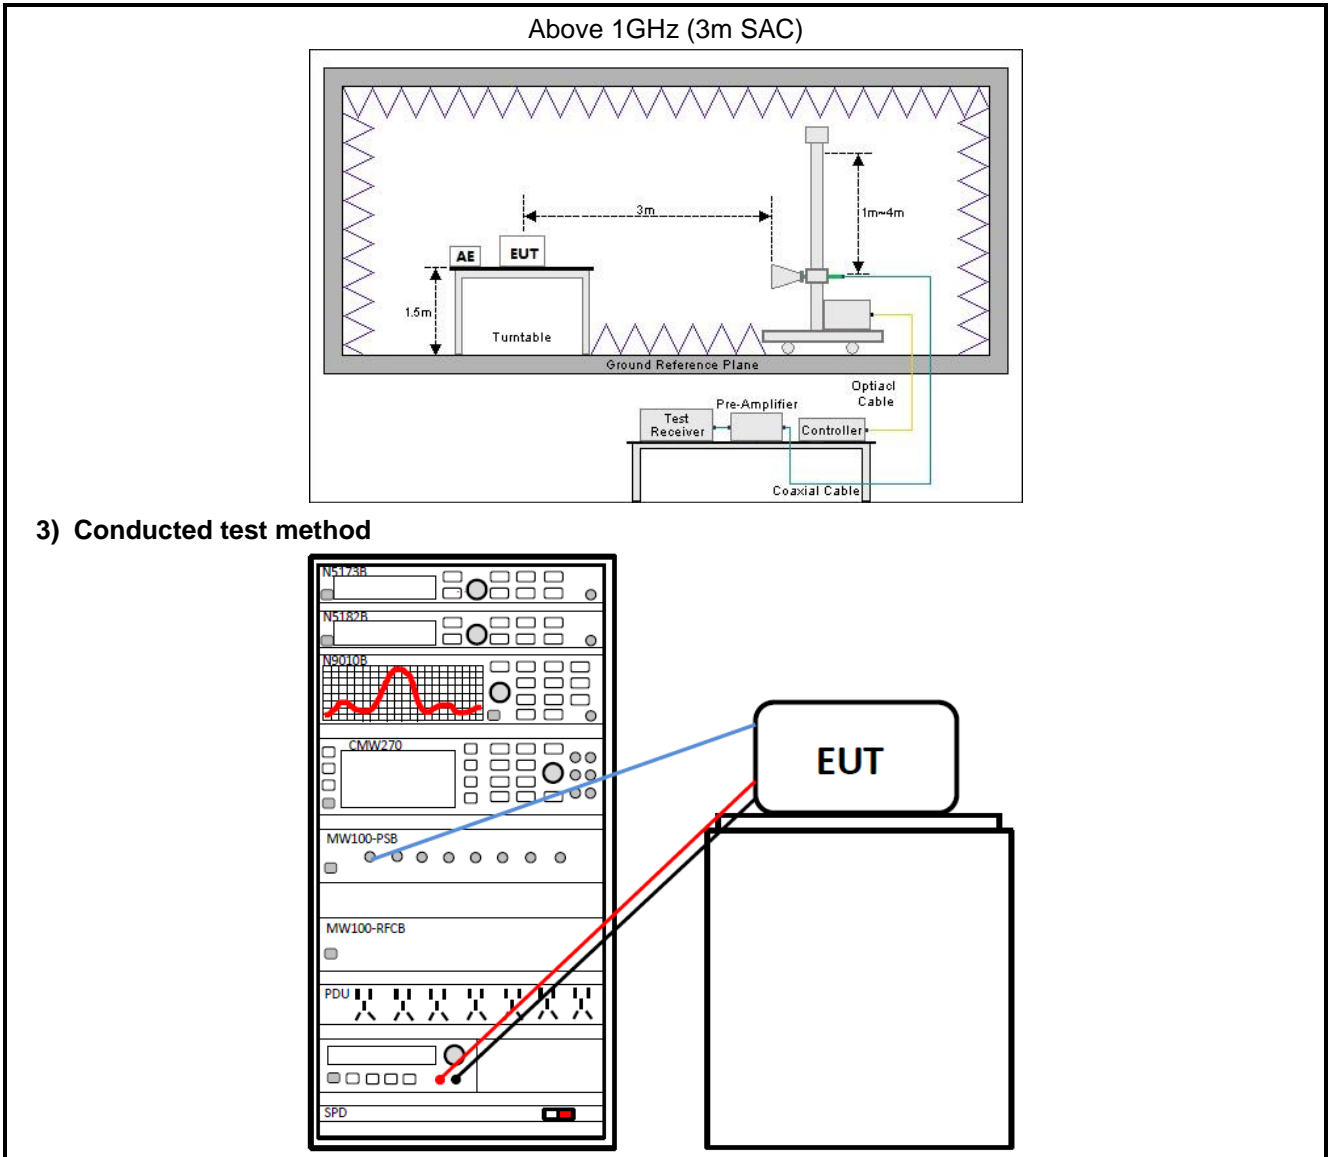 Above 1GHz (3m SAC)
3m
1m~4m
AE
EUT
1.5m
Turntable
Ground Reference Plane
Optiacl
Cable
Pre-Amplifier
Test
Receiver
Controller
Coaxial Cable
3) Conducted test method
N5173B
N5182B
N9010B
CMW270
EUT
MW100-PSB
MW100-RFCB
PDU
SPD